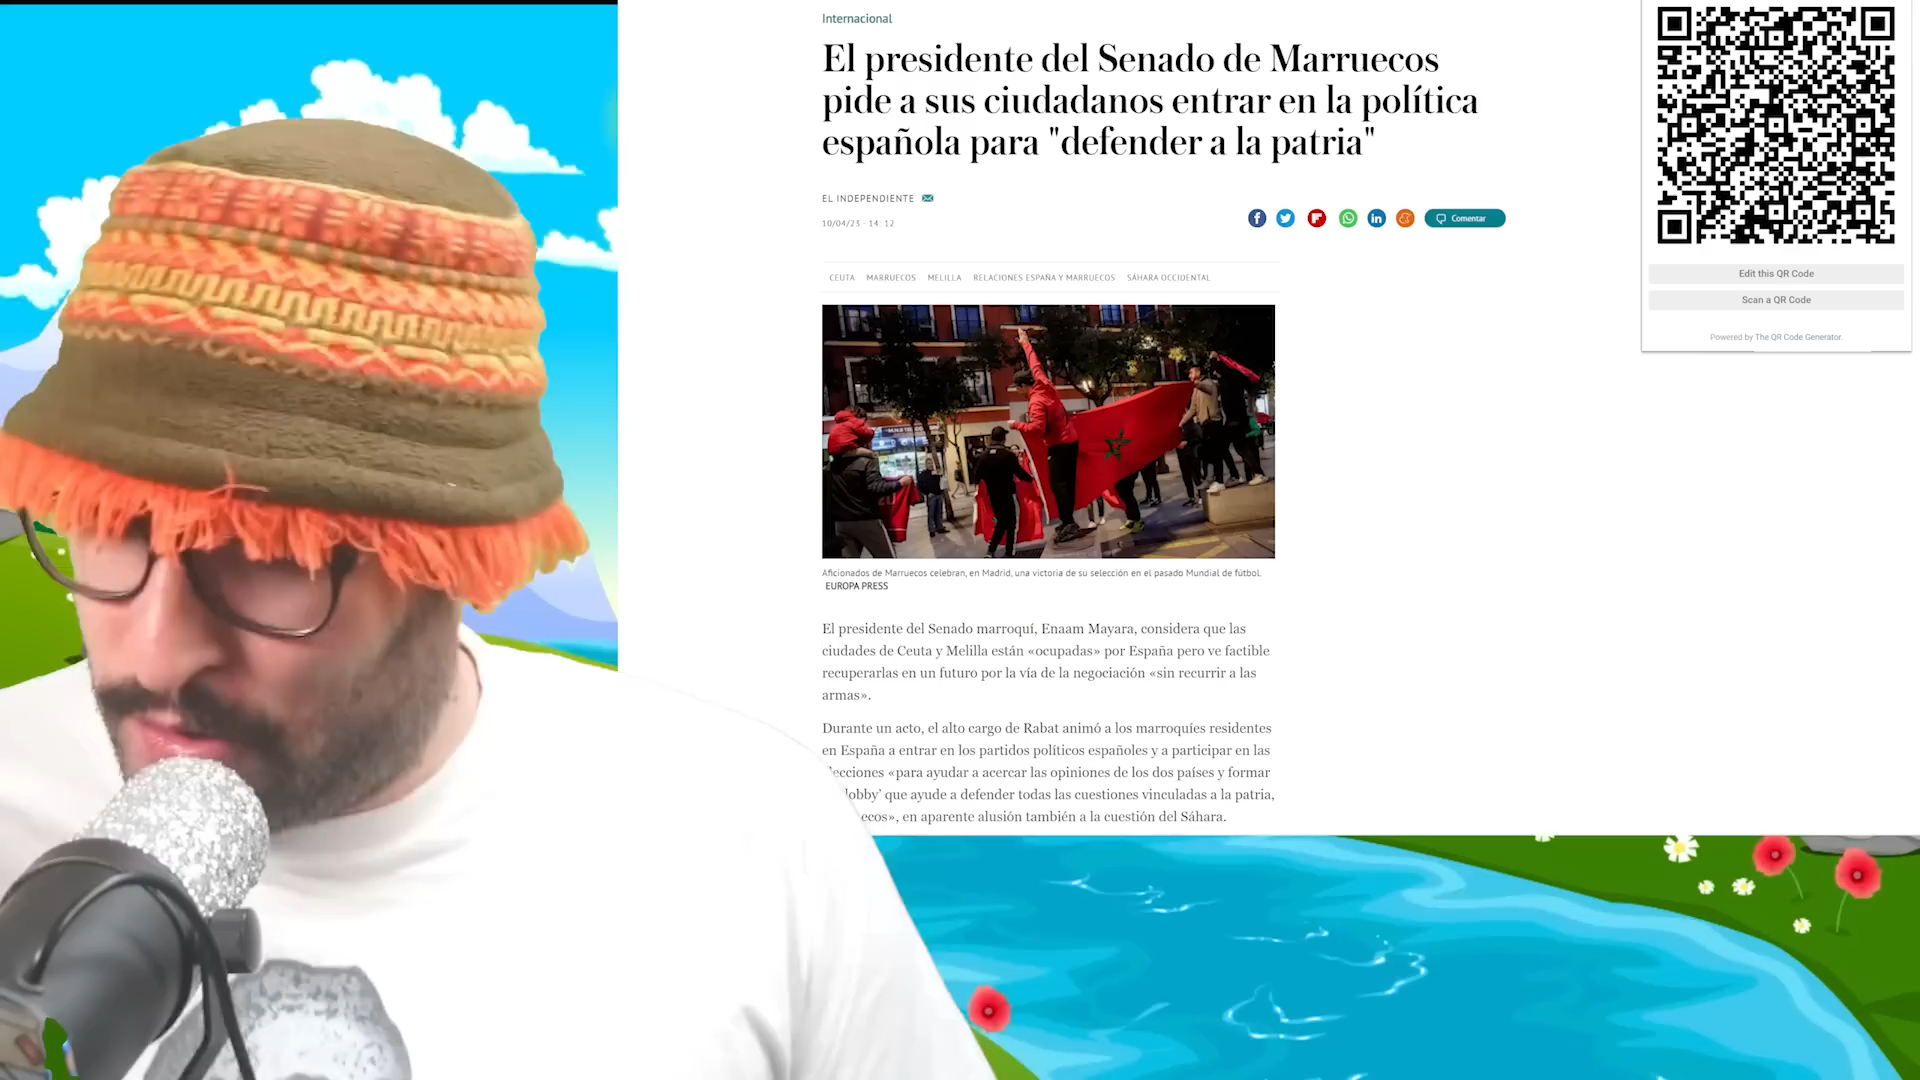 Internacional
El presidente del Senado de Marruecos
pide a sus ciudadanos entrar en la política
española para "defender a la patria"
EL INDEPENDIENTE
10/04/23 - 14: 12
Comentar
CEUTA MARRUECOS MELILLA RELACIONES ESPAÑA Y MARRUECOS SÁHARA OCCIDENTAL
Aficionados de Marruecos celebran, en Madrid, una victoria de su selección en el pasado Mundial de fútbol.
EUROPA PRESS
El presidente del Senado marroquí, Enaam Mayara, considera que las
ciudades de Ceuta y Melilla están «ocupadas» por España pero ve factible
recuperarlas en un futuro por la vía de la negociación «sin recurrir a las
armas».
Durante un acto, el alto cargo de Rabat animó a los marroquíes residentes
en España a entrar en los partidos políticos españoles y a participar en las
lecciones «para ayudar a acercar las opiniones de los dos países y formar
lobby' que ayude a defender todas las cuestiones vinculadas a la patria,
ecos», en aparente alusión también a la cuestión del Sáhara.
Edit this QR Code
Scan a QR Code
Powered by The QR Code Generator.